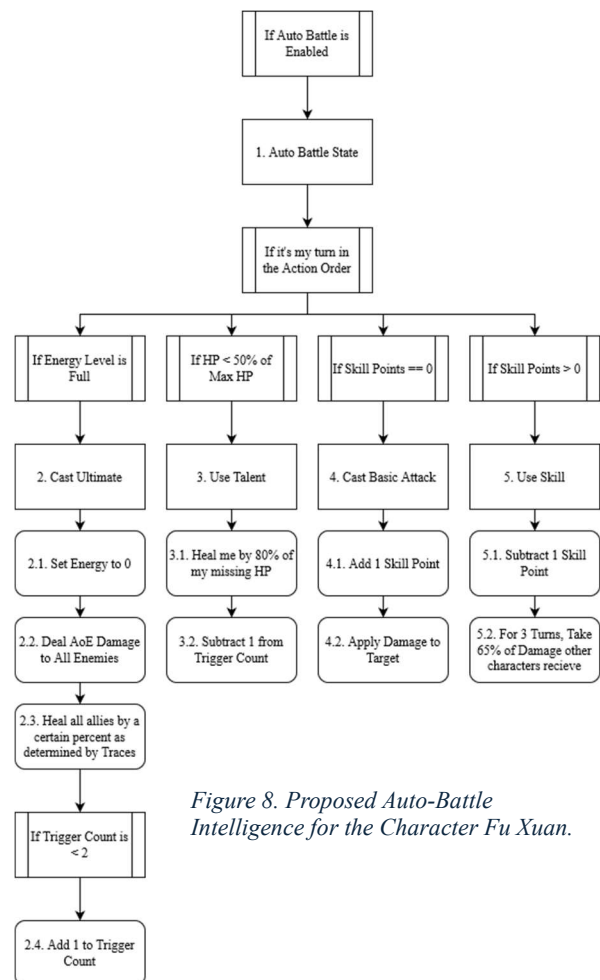 If Auto Battle is
Enabled
1. Auto Battle State
If it's my turn in
the Action Order
If Energy Level is
Full
If HP < 50% of
Max HP
If Skill Points == 0
If Skill Points > 0
2. Cast Ultimate
3. Use Talent
4. Cast Basic Attack
5. Use Skill
2.1. Set Energy to 0
3.1. Heal me by 80% of
my missing HP
4.1. Add 1 Skill Point
5.1. Subtract 1 Skill
Point
2.2. Deal AoE Damage
to All Enemies
3.2. Subtract 1 from
Trigger Count
4.2. Apply Damage to
Target
5.2. For 3 Turns, Take
65% of Damage other
characters recieve
2.3. Heal all allies by a
certain percent as
determined by Traces
If Trigger Count is
< 2
2.4. Add 1 to Trigger
Count
Figure 8. Proposed Auto-Battle
Intelligence for the Character Fu Xuan.